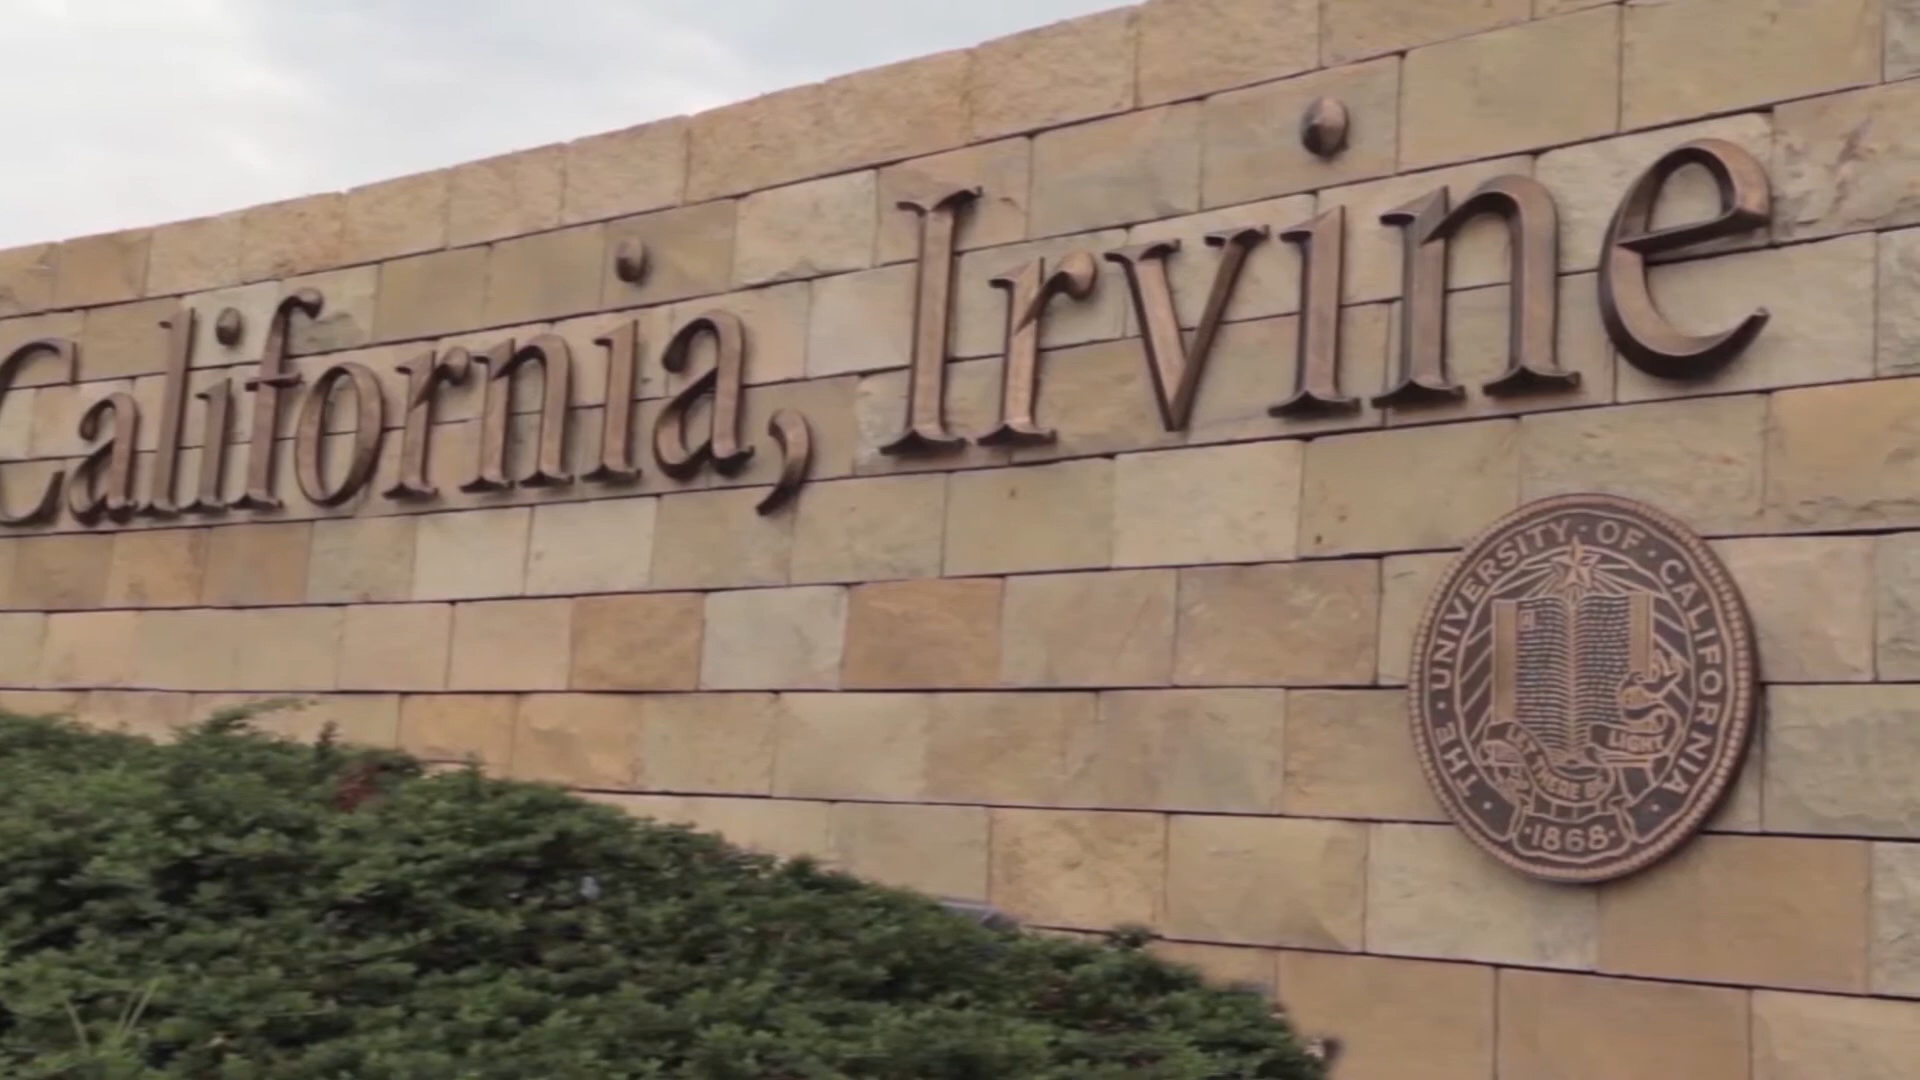 California, Irvine
THE · UNIVERSITY · OF · CALIFORNIA
LET THERE BE
LIGHT
·1868·